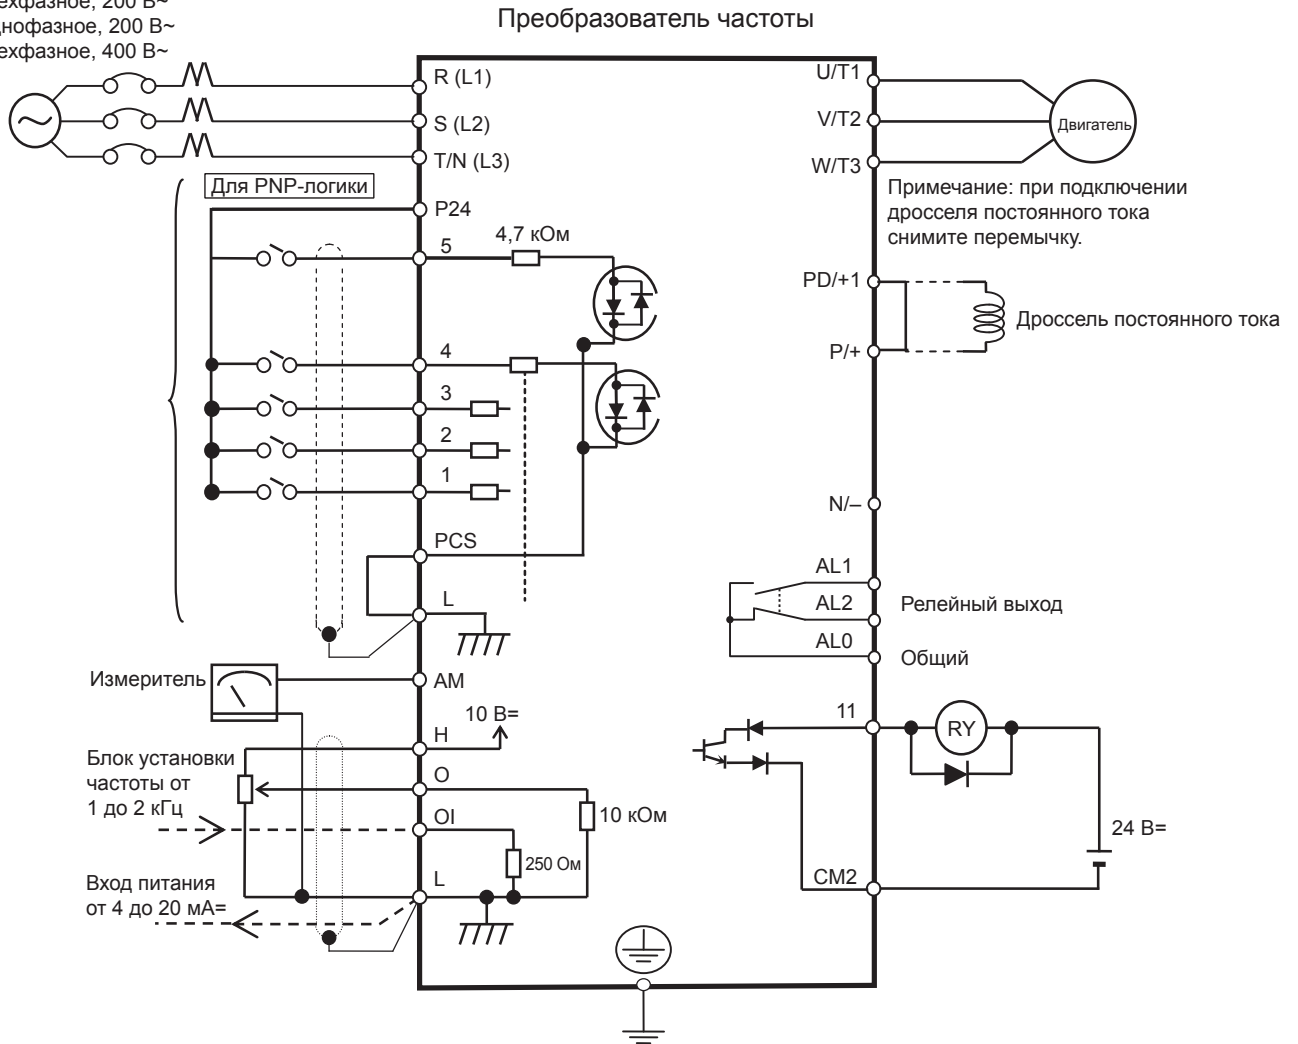 ехфазное, 200 В~
днофазное, 200 В~
ехфазное, 400 В~
Преобразователь частоты
R (L1)
S (L2)
T/N (L3)
U/T1
V/T2
W/T3
Двигатель
Для PNP-логики
P24
5
4,7 кОм
4
3
2
1
PCS
L
Примечание: при подключении
дросселя постоянного тока
снимите перемычку.
PD/+1
P/+
Дроссель постоянного тока
N/–
AL1
AL2
AL0
Релейный выход
Общий
Измеритель
AM
H
10 В=
Блок установки
частоты от
1 до 2 кГц
O
OI
10 кОм
250 Ом
L
Вход питания
от 4 до 20 мА=
11
RY
24 В=
CM2